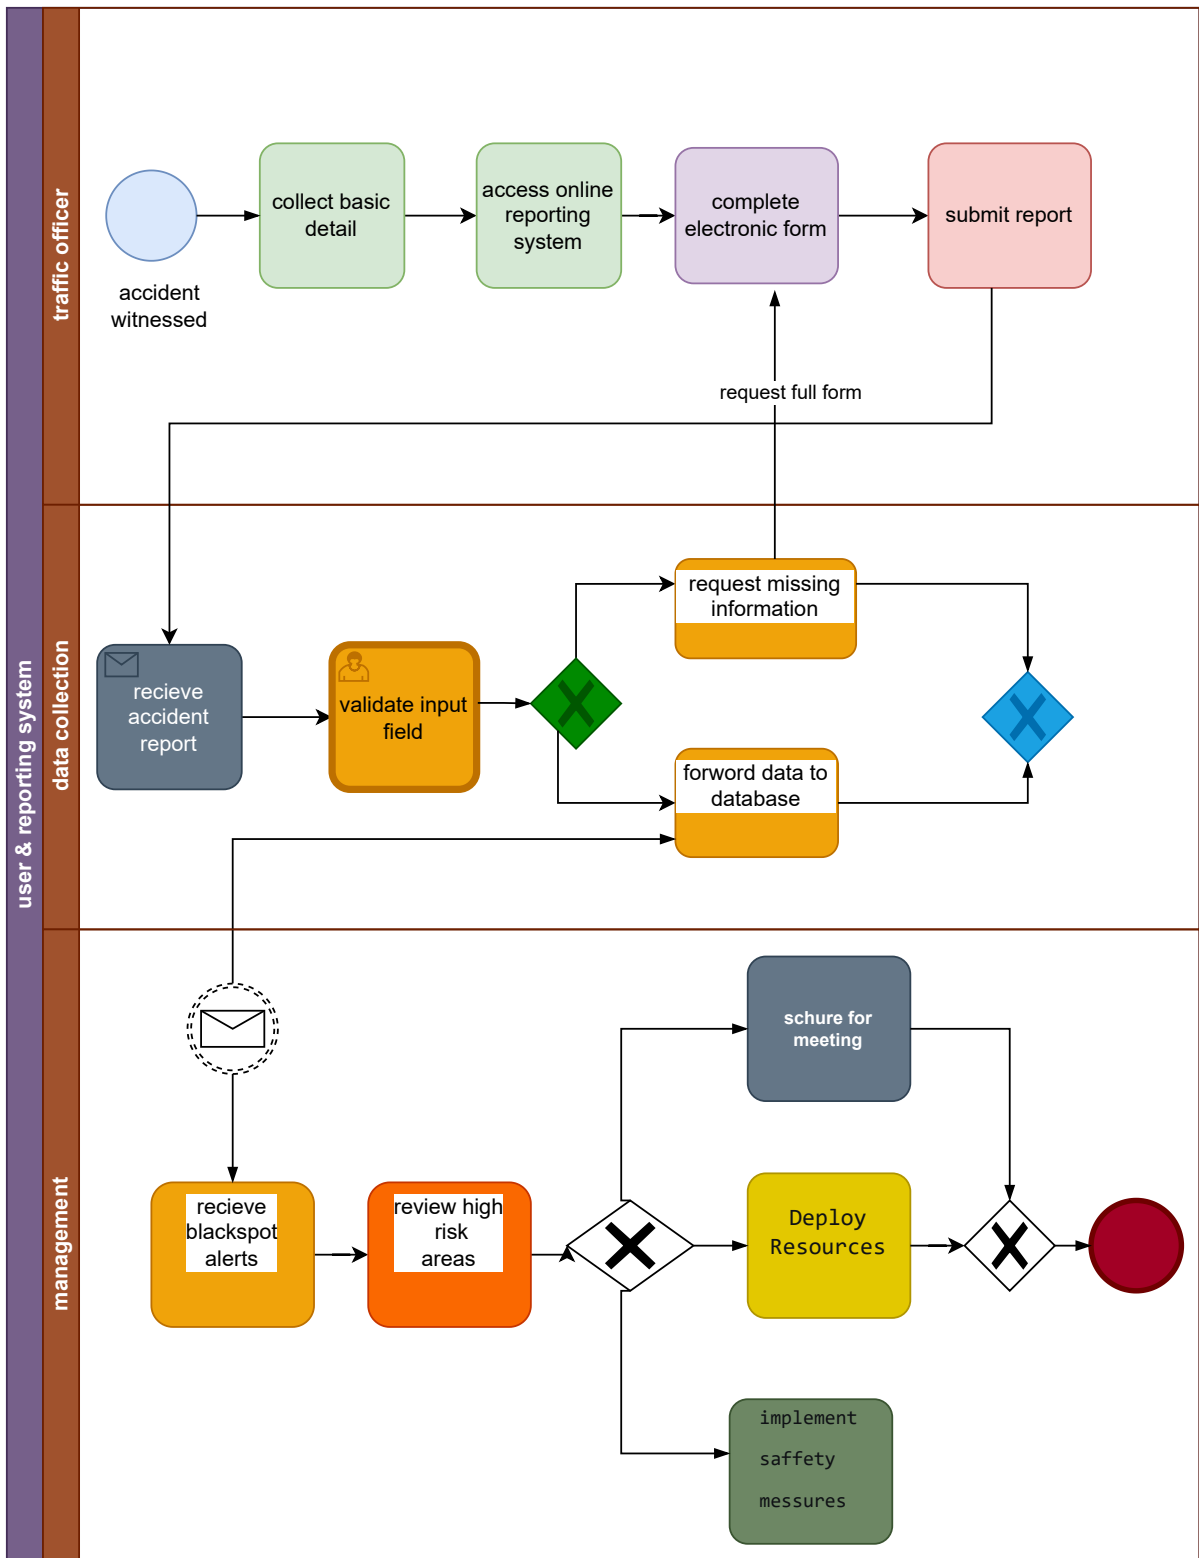 user & reporting system
traffic officer
accident
witnessed
collect basic
detail
access online
reporting
system
complete
electronic form
submit report
request full form
data collection
recieve
accident
report
validate input
field
request missing
information
forword data to
database
management
recieve
blackspot
alerts
review high
risk
areas
schure for
meeting
Deploy
Resources
implement
saffety
messures